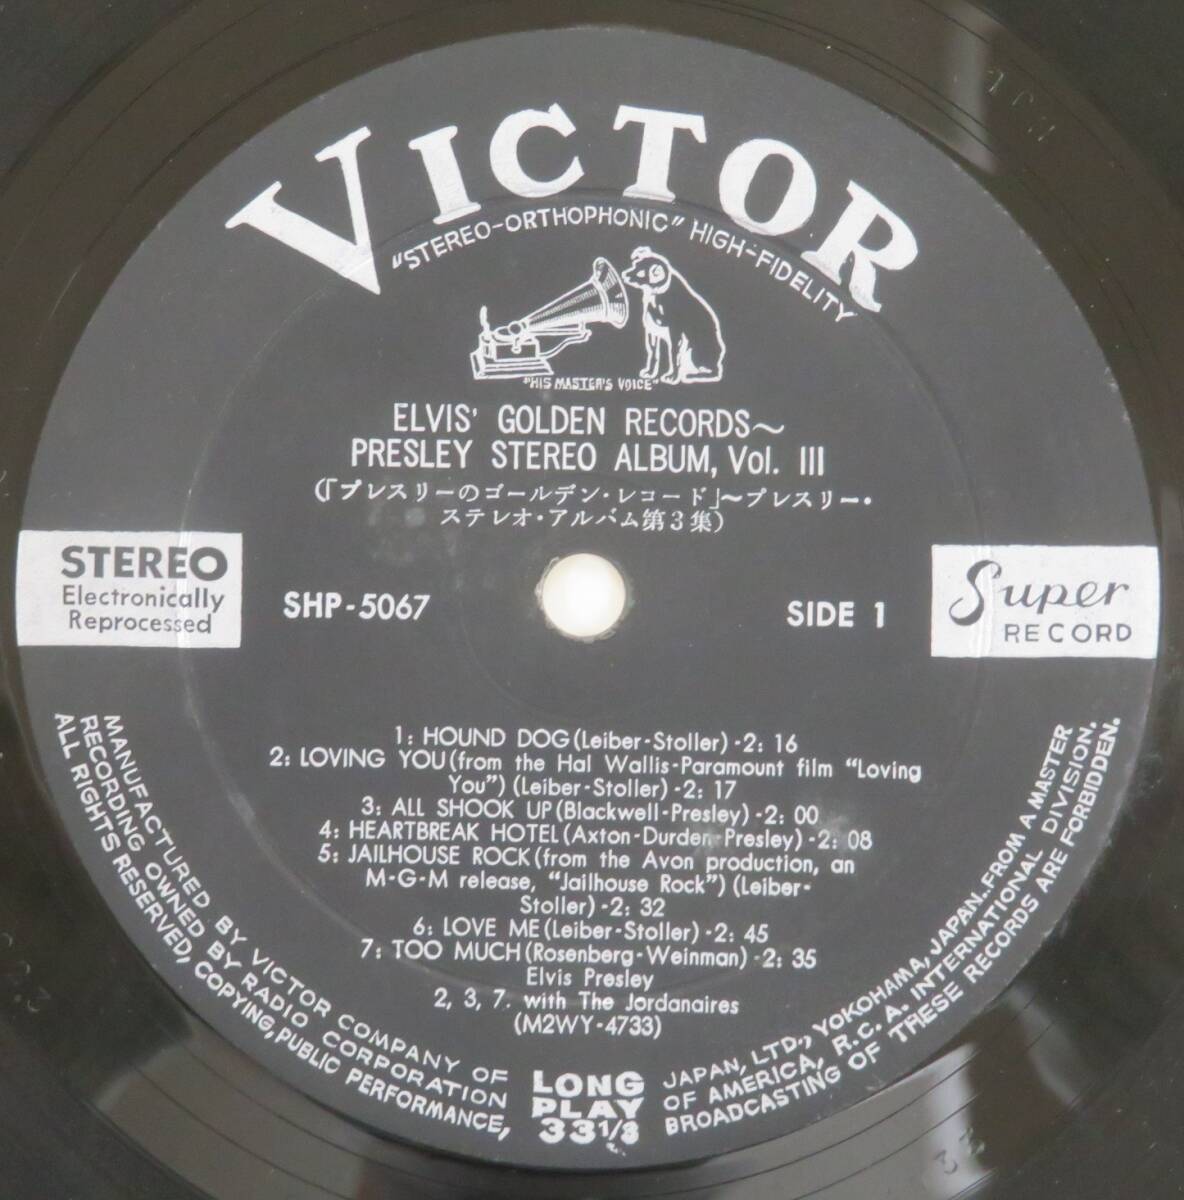 VICTOR
"STEREO-ORTHOPHONIC" HIGH-FIDELITY
"HIS MASTER'S VOICE"
ELVIS' GOLDEN RECORDS～
PRESLEY STEREO ALBUM, Vol. III
(「プレスリーのゴールデン・レコード」～プレスリー・
ステレオ・アルバム第3集)
STEREO
Electronically
Reprocessed
SHP-5067
SIDE 1
Super
RECORD
1: HOUND DOG (Leiber-Stoller) -2: 16
2: LOVING YOU (from the Hal Wallis-Paramount film "Loving
You") (Leiber-Stoller) -2: 17
3: ALL SHOOK UP (Blackwell-Presley) -2: 00
4: HEARTBREAK HOTEL (Axton-Durden-Presley) -2: 08
5: JAILHOUSE ROCK (from the Avon production, an
M-G-M release, "Jailhouse Rock") (Leiber-
Stoller) -2: 32
6: LOVE ME (Leiber-Stoller) -2: 45
7: TOO MUCH (Rosenberg-Weinman) -2: 35
Elvis Presley
2, 3, 7. with The Jordanaires
(M2WY-4733)
MANUFACTURED BY VICTOR COMPANY OF JAPAN, LTD., YOKOHAMA, JAPAN..FROM A MASTER
RECORDING OWNED BY RADIO CORPORATION OF AMERICA, R.C.A. INTERNATIONAL DIVISION.
ALL RIGHTS RESERVED, COPYING, PUBLIC PERFORMANCE, BROADCASTING OF THESE RECORDS ARE FORBIDDEN.
LONG
PLAY
33 1/3